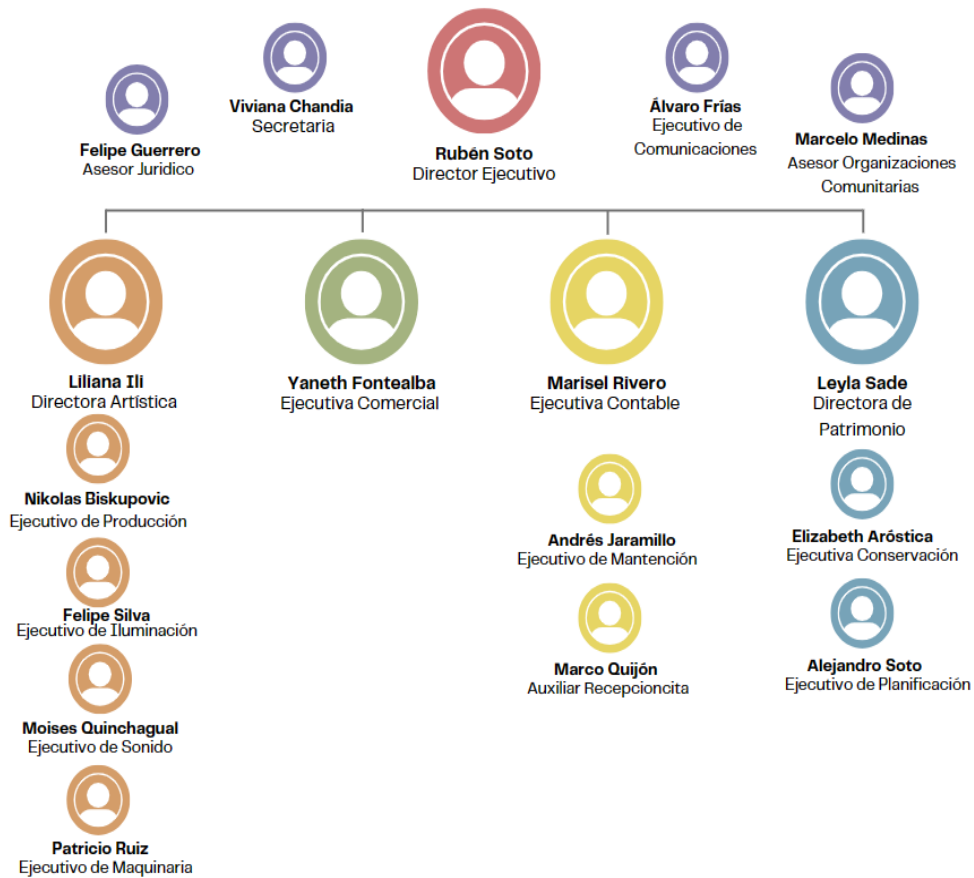 Felipe Guerrero
Asesor Juridico
Viviana Chandia
Secretaria
Rubén Soto
Director Ejecutivo
Álvaro Frías
Ejecutivo de
Comunicaciones
Marcelo Medinas
Asesor Organizaciones
Comunitarias
Liliana Ili
Directora Artística
Nikolas Biskupovic
Ejecutivo de Producción
Felipe Silva
Ejecutivo de Iluminación
Moises Quinchagual
Ejecutivo de Sonido
Patricio Ruiz
Ejecutivo de Maquinaria
Yaneth Fontealba
Ejecutiva Comercial
Marisel Rivero
Ejecutiva Contable
Andrés Jaramillo
Ejecutivo de Mantención
Marco Quijón
Auxiliar Recepcioncita
Leyla Sade
Directora de
Patrimonio
Elizabeth Aróstica
Ejecutiva Conservación
Alejandro Soto
Ejecutivo de Planificación